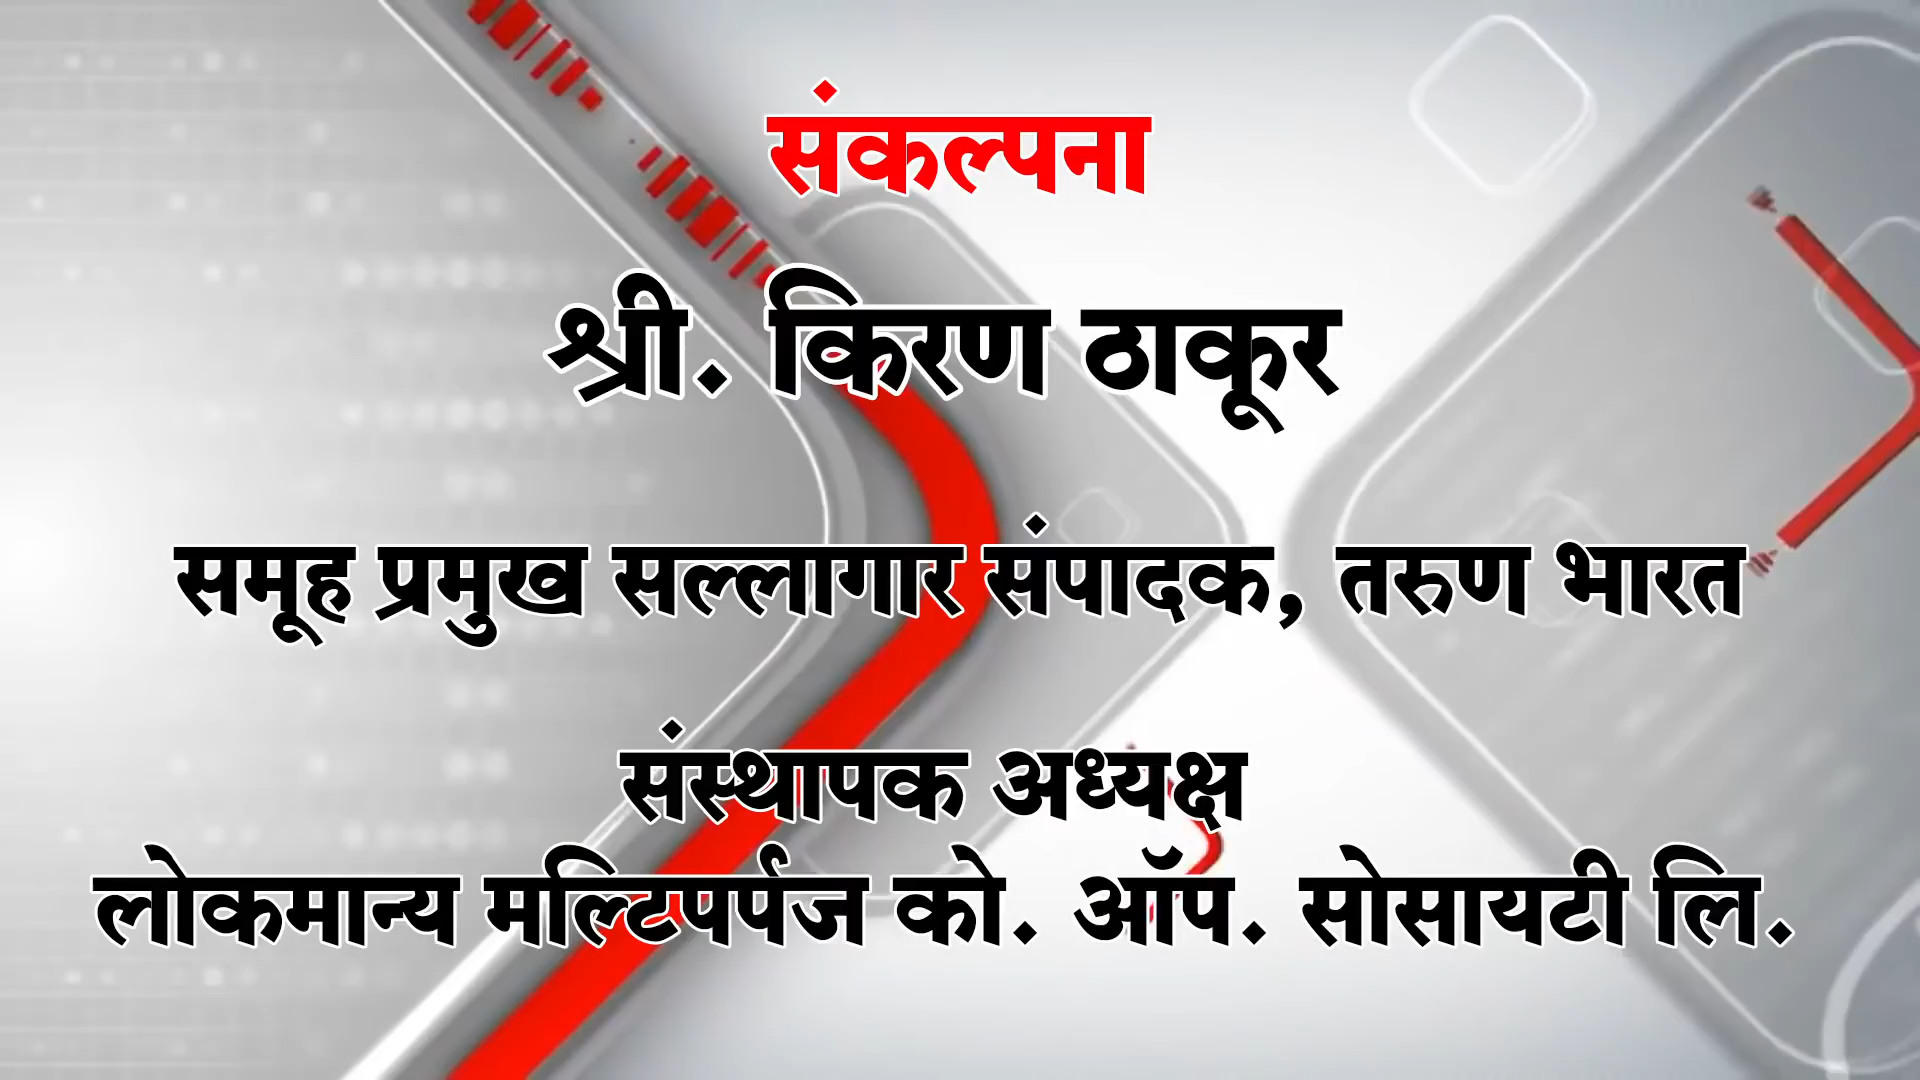 संकल्पना
श्री. किरण ठाकूर
समूह प्रमुख सल्लागार संपादक, तरुण भारत
संस्थापक अध्यक्ष
लोकमान्य मल्टिपर्पज को. ऑप. सोसायटी लि.